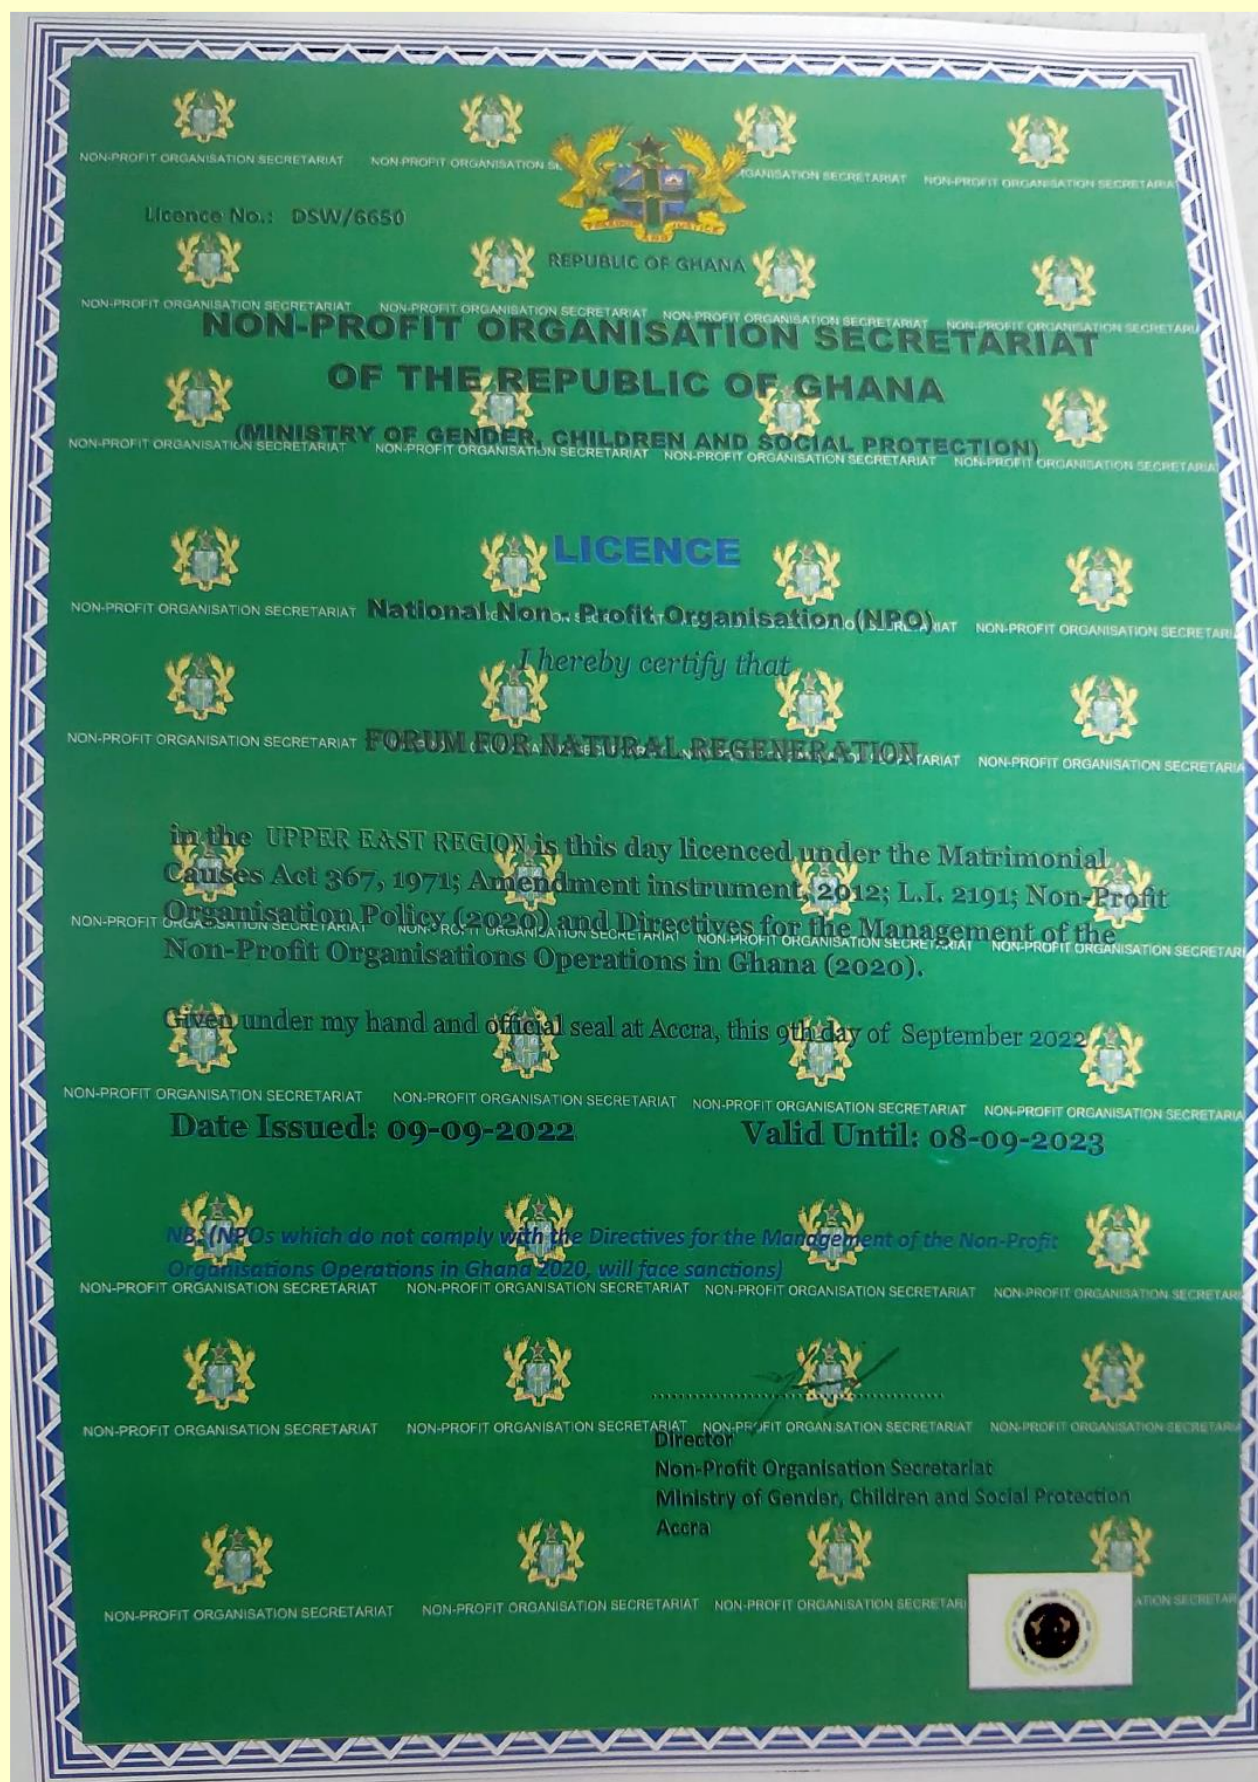 Licence No.: DSW/6650
FREEDOM AND JUSTICE
REPUBLIC OF GHANA
NON-PROFIT ORGANISATION SECRETARIAT
OF THE REPUBLIC OF GHANA
(MINISTRY OF GENDER, CHILDREN AND SOCIAL PROTECTION)
LICENCE
National Non-Profit Organisation (NPO)
I hereby certify that
FORUM FOR NATURAL REGENERATION
in the UPPER EAST REGION is this day licenced under the Matrimonial
Causes Act 367, 1971; Amendment instrument, 2012; L.I. 2191; Non-Profit
Organisation Policy (2020) and Directives for the Management of the
Non-Profit Organisations Operations in Ghana (2020).
Given under my hand and official seal at Accra, this 9th day of September 2022
Date Issued: 09-09-2022 Valid Until: 08-09-2023
NB: (NPOs which do not comply with the Directives for the Management of the Non-Profit
Organisations Operations in Ghana 2020, will face sanctions)
Director
Non-Profit Organisation Secretariat
Ministry of Gender, Children and Social Protection
Accra
NON-PROFIT ORGANISATION SECRETARIAT